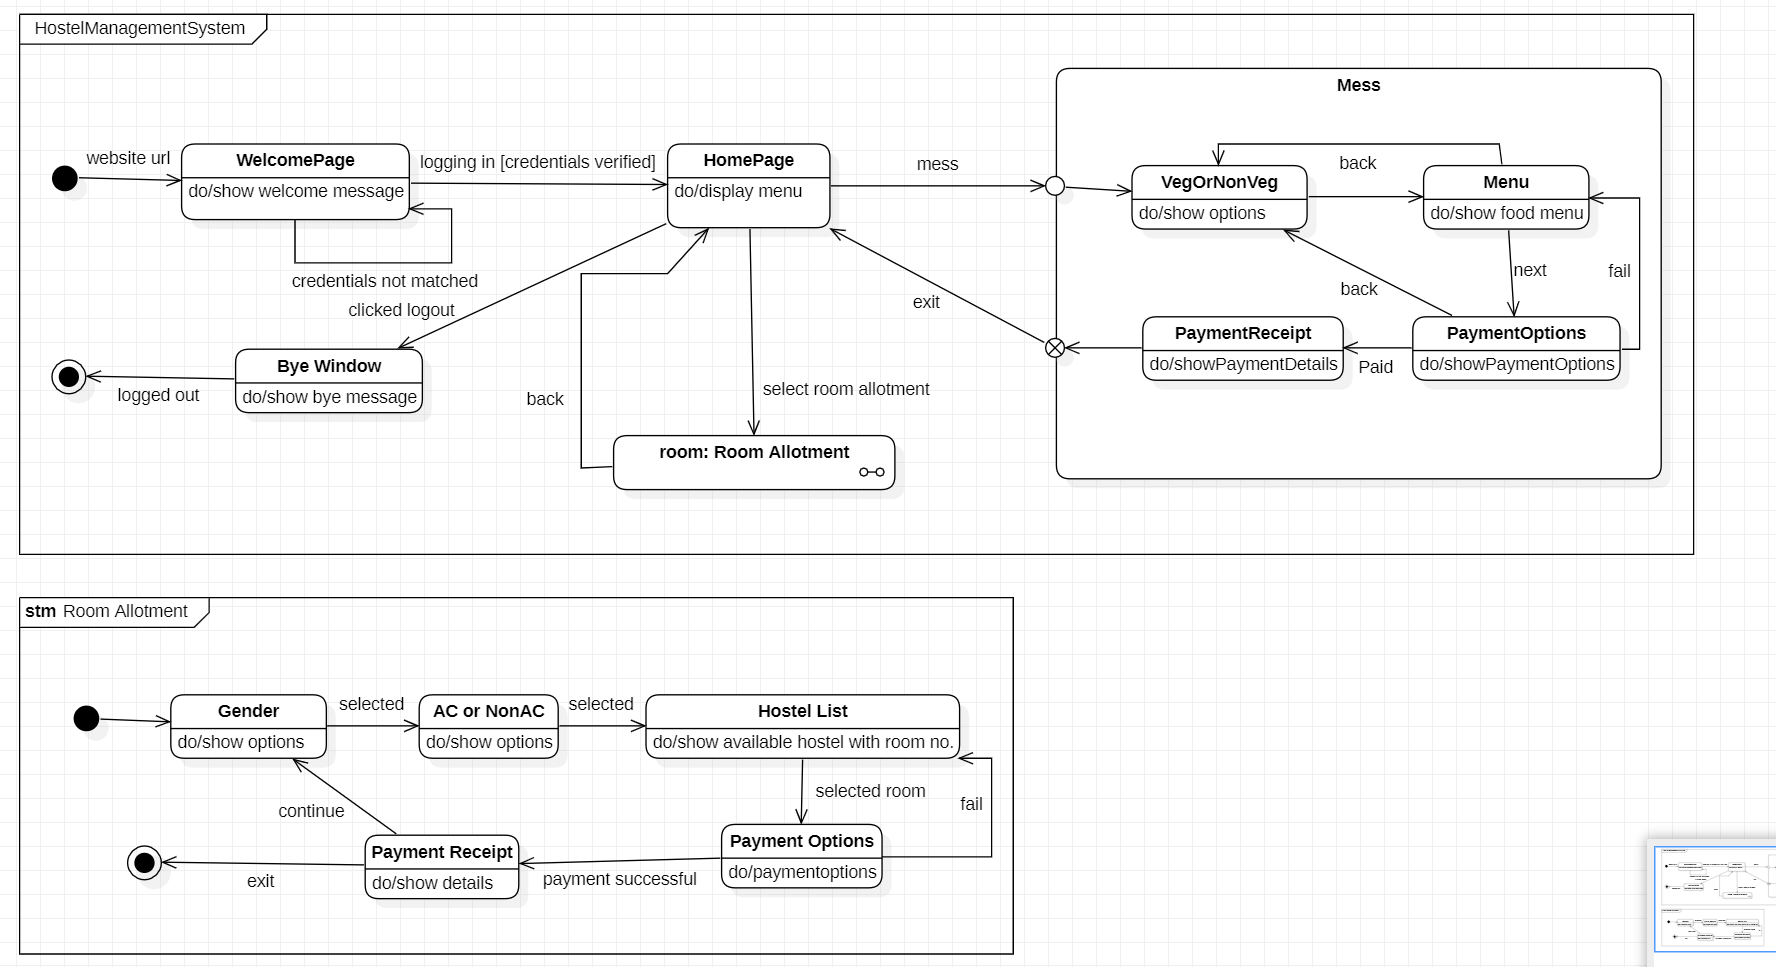 HostelManagementSystem
Mess
website url
WelcomePage
do/show welcome message
logging in [credentials verified]
HomePage
do/display menu
mess
VegOrNonVeg
do/show options
back
Menu
do/show food menu
credentials not matched
clicked logout
exit
back
next
fail
Bye Window
do/show bye message
logged out
back
select room allotment
PaymentReceipt
do/showPaymentDetails
Paid
PaymentOptions
do/showPaymentOptions
room: Room Allotment
stm Room Allotment
Gender
do/show options
selected
AC or NonAC
do/show options
selected
Hostel List
do/show available hostel with room no.
continue
selected room
fail
Payment Receipt
do/show details
exit
payment successful
Payment Options
do/paymentoptions